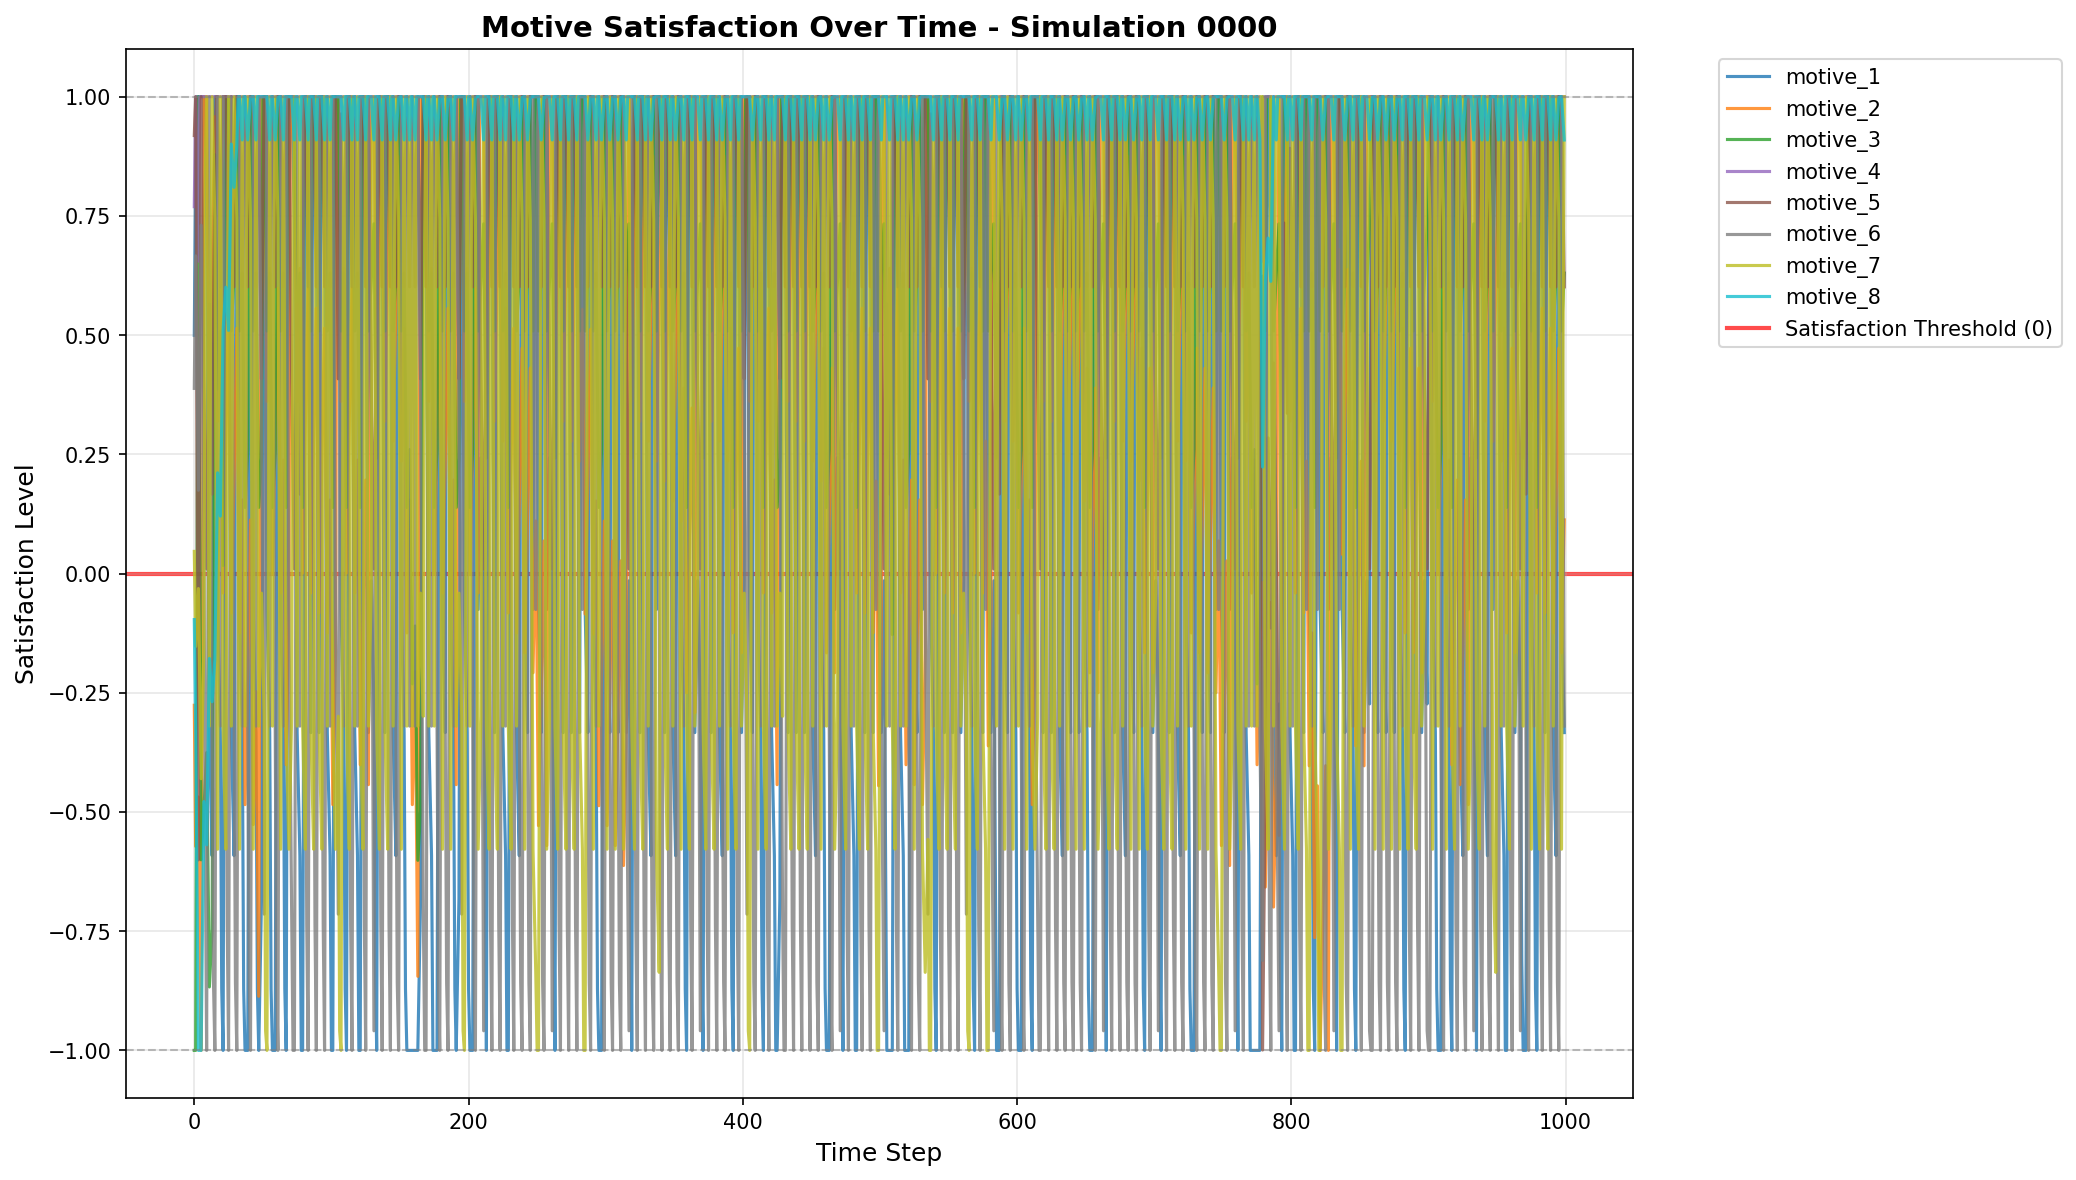 Motive Satisfaction Over Time - Simulation 0000
Satisfaction Level
1.00
0.75
0.50
0.25
0.00
−0.25
−0.50
−0.75
−1.00
0
200
400
600
800
1000
Time Step
motive_1
motive_2
motive_3
motive_4
motive_5
motive_6
motive_7
motive_8
Satisfaction Threshold (0)